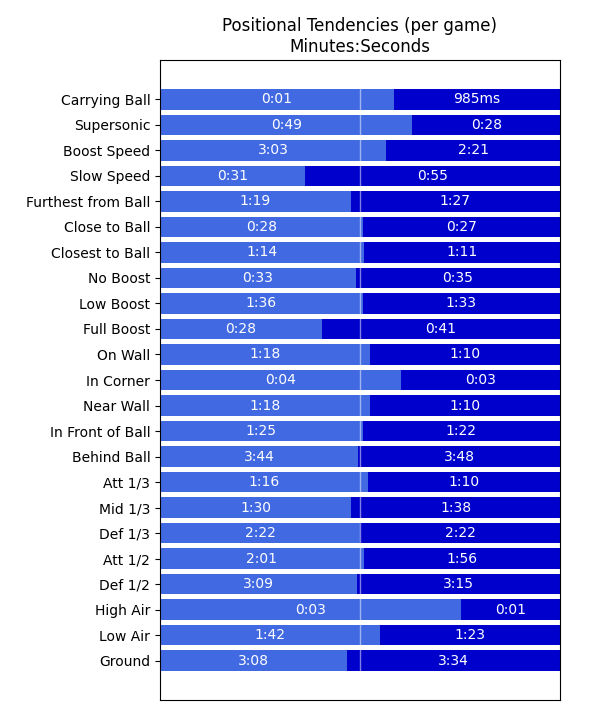 Positional Tendencies (per game)
Minutes:Seconds
Carrying Ball 0:01 985ms
Supersonic 0:49 0:28
Boost Speed 3:03 2:21
Slow Speed 0:31 0:55
Furthest from Ball 1:19 1:27
Close to Ball 0:28 0:27
Closest to Ball 1:14 1:11
No Boost 0:33 0:35
Low Boost 1:36 1:33
Full Boost 0:28 0:41
On Wall 1:18 1:10
In Corner 0:04 0:03
Near Wall 1:18 1:10
In Front of Ball 1:25 1:22
Behind Ball 3:44 3:48
Att 1/3 1:16 1:10
Mid 1/3 1:30 1:38
Def 1/3 2:22 2:22
Att 1/2 2:01 1:56
Def 1/2 3:09 3:15
High Air 0:03 0:01
Low Air 1:42 1:23
Ground 3:08 3:34